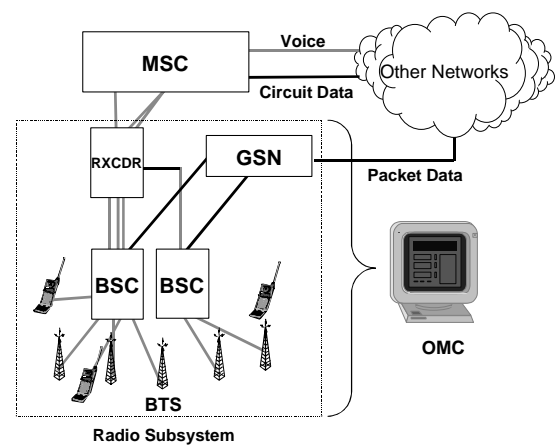 Voice
MSC
Other Networks
Circuit Data
RXCDR
GSN
Packet Data
BSC
BSC
OMC
BTS
Radio Subsystem